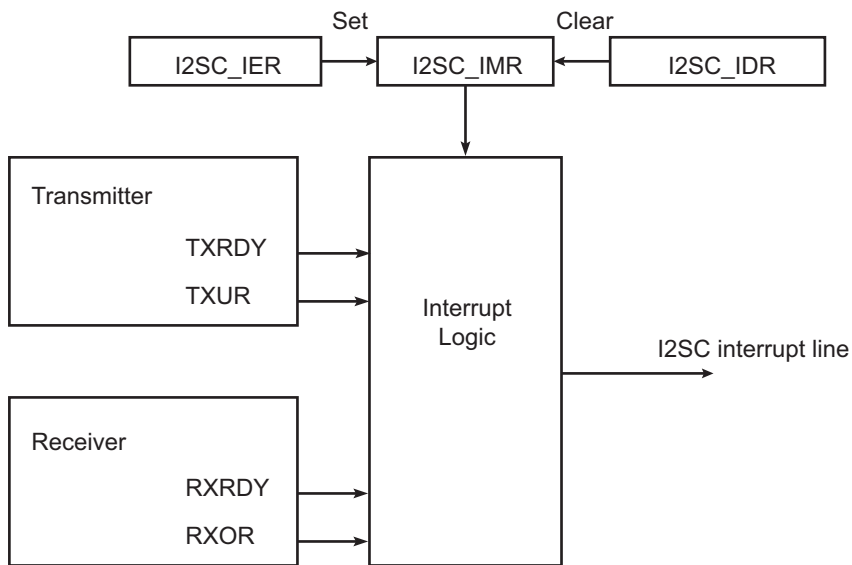 Set
Clear
I2SC_IER
I2SC_IMR
I2SC_IDR
Transmitter
TXRDY
TXUR
Interrupt
Logic
I2SC interrupt line
Receiver
RXRDY
RXOR